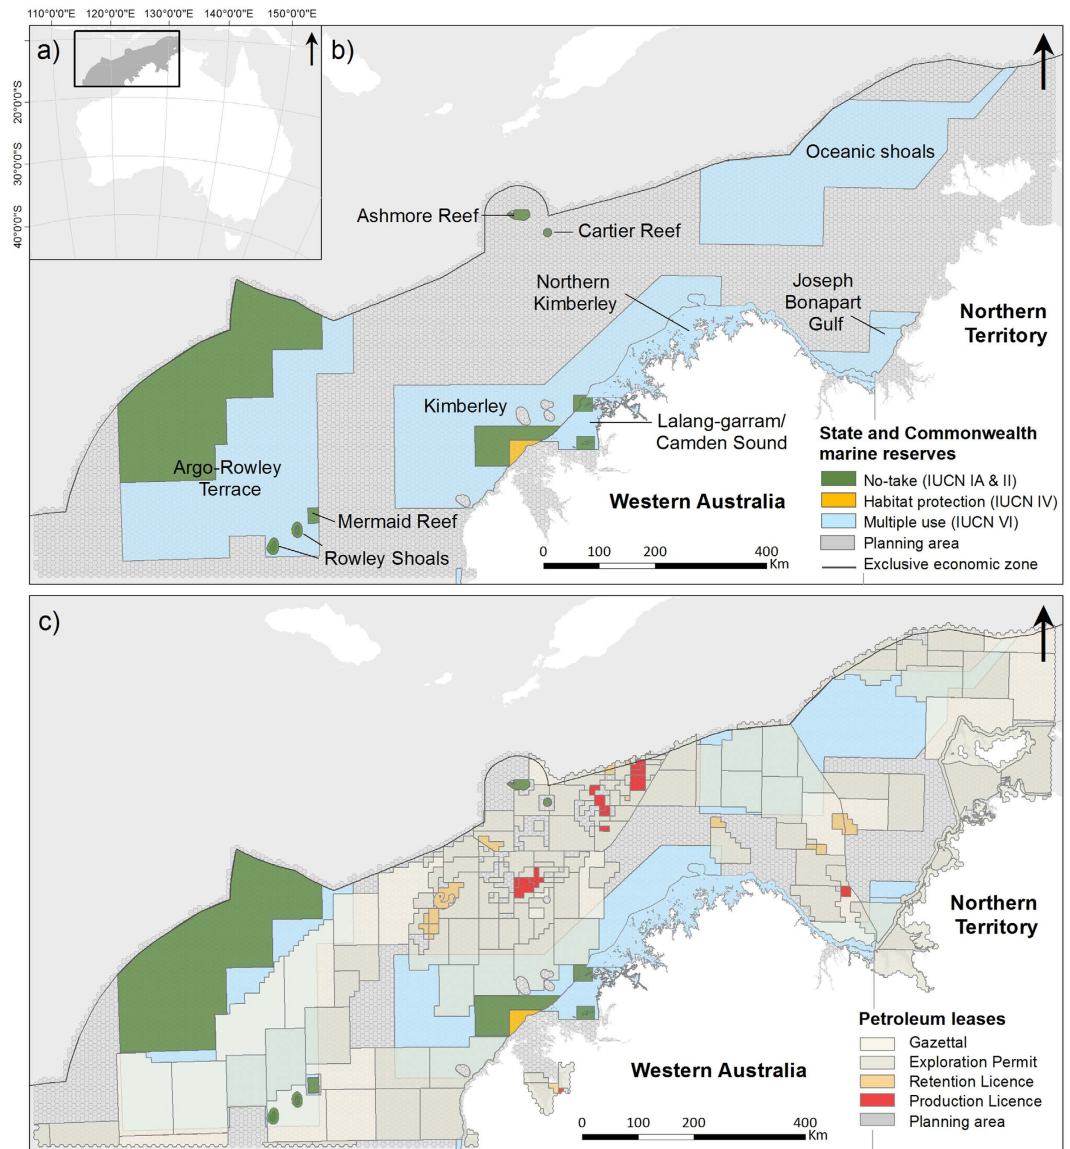 110°0'0"E 120°0'0"E 130°0'0"E 140°0'0"E 150°0'0"E
a)
b)
20°0'0"S
30°0'0"S
40°0'0"S
Oceanic shoals
Ashmore Reef
Cartier Reef
Northern
Kimberley
Joseph
Bonapart
Gulf
Northern
Territory
Kimberley
Lalang-garram/
Camden Sound
Argo-Rowley
Terrace
Mermaid Reef
Rowley Shoals
Western Australia
0 100 200 400
Km
State and Commonwealth
marine reserves
No-take (IUCN IA & II)
Habitat protection (IUCN IV)
Multiple use (IUCN VI)
Planning area
Exclusive economic zone
c)
Northern
Territory
Western Australia
0 100 200 400
Km
Petroleum leases
Gazettal
Exploration Permit
Retention Licence
Production Licence
Planning area